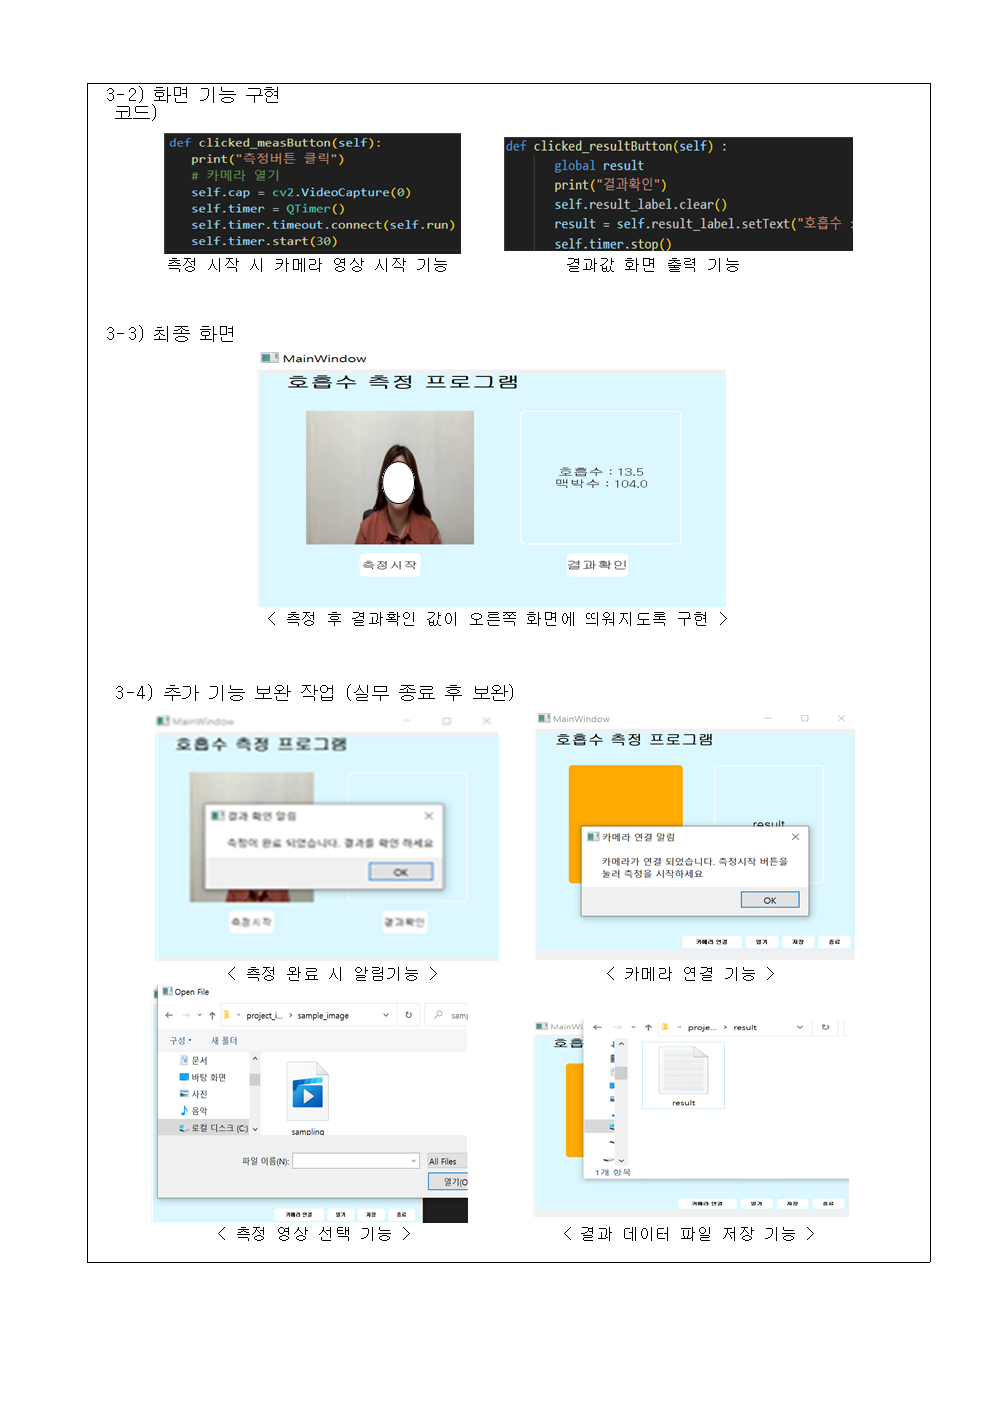 3-2) 화면 기능 구현
코드)
def clicked_measButton(self):
print("측정버튼 클릭")
# 카메라 열기
self.cap = cv2.VideoCapture(0)
self.timer = QTimer()
self.timer.timeout.connect(self.run)
self.timer.start(30)
측정 시작 시 카메라 영상 시작 기능
def clicked_resultButton(self) :
global result
print("결과확인")
self.result_label.clear()
result = self.result_label.setText("호흡수 :
self.timer.stop()
결과값 화면 출력 기능
3-3) 최종 화면
MainWindow
호흡수 측정 프로그램
호흡수 : 13.5
맥박수 : 104.0
측정시작
결과확인
< 측정 후 결과확인 값이 오른쪽 화면에 띄워지도록 구현 >
3-4) 추가 기능 보완 작업 (실무 종료 후 보완)
MainWindow
호흡수 측정 프로그램
결과 확인 알림
측정이 완료 되었습니다. 결과를 확인 하세요
OK
측정시작
결과확인
< 측정 완료 시 알림기능 >
MainWindow
호흡수 측정 프로그램
result
카메라 연결 알림
카메라가 연결 되었습니다. 측정시작 버튼을
눌러 측정을 시작하세요
OK
카메라 연결 열기 저장 종료
< 카메라 연결 기능 >
Open File
project_i... > sample_image
samp
구성 새 폴더
문서
바탕 화면
사진
음악
로컬 디스크 (C:)
sampling
파일 이름(N):
All Files
열기(O
카메라 연결 열기 저장 종료
< 측정 영상 선택 기능 >
MainWi
호흡
proje... > result
result
1개 항목
카메라 연결 열기 저장 종료
< 결과 데이터 파일 저장 기능 >